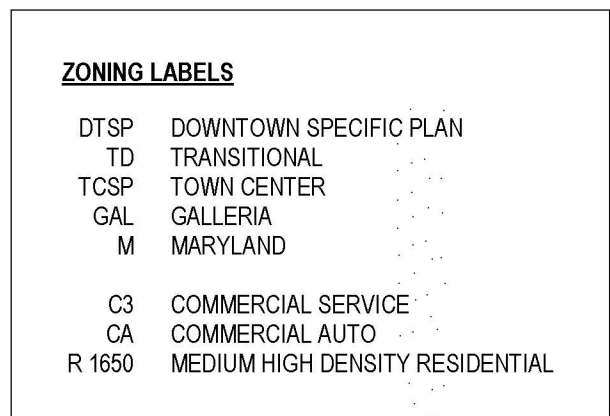 ZONING LABELS
DTSP DOWNTOWN SPECIFIC PLAN
TD TRANSITIONAL
TCSP TOWN CENTER
GAL GALLERIA
M MARYLAND
C3 COMMERCIAL SERVICE
CA COMMERCIAL AUTO
R 1650 MEDIUM HIGH DENSITY RESIDENTIAL